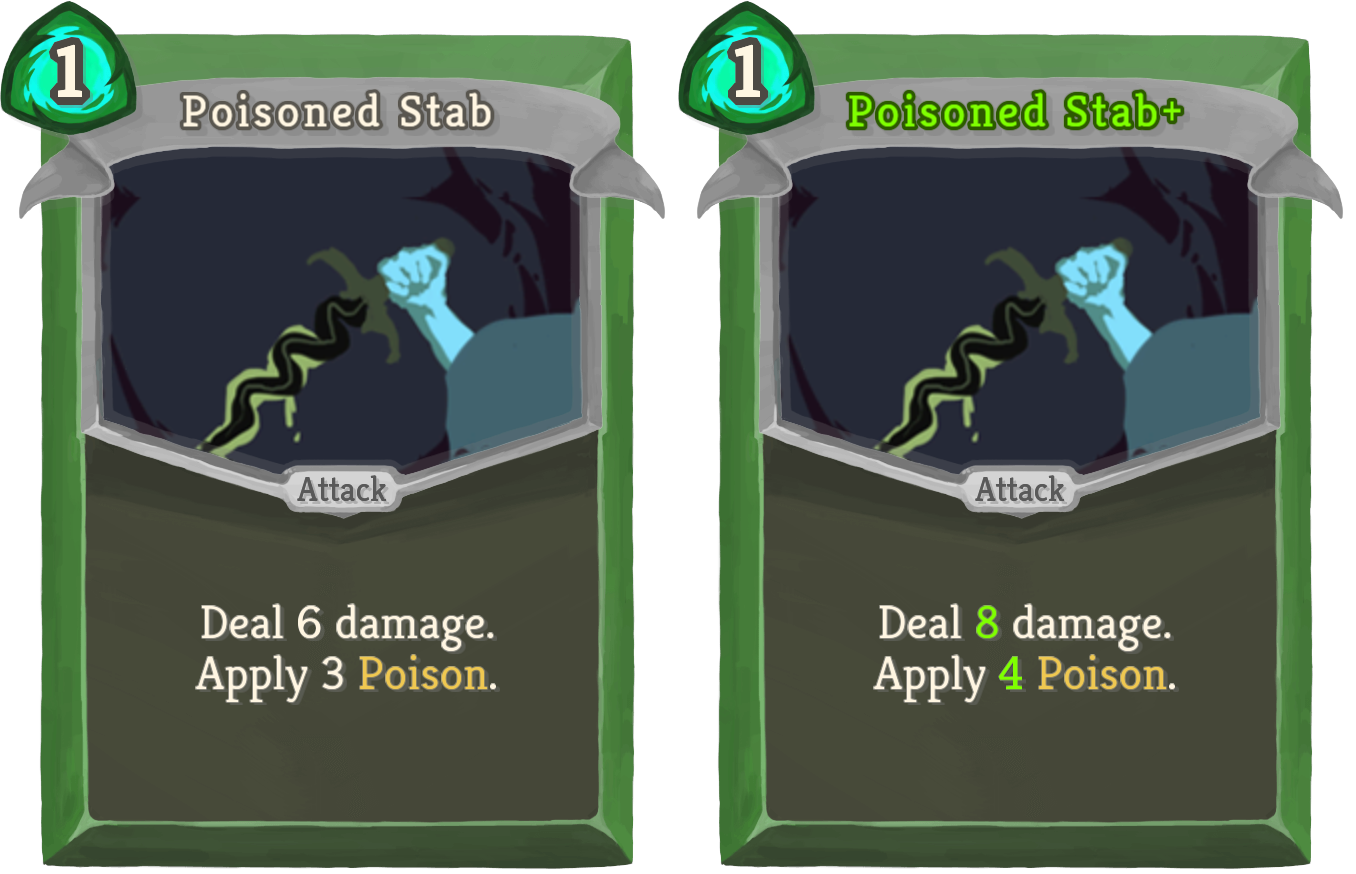 1
Poisoned Stab
Attack
Deal 6 damage.
Apply 3 Poison.
1
Poisoned Stab+
Attack
Deal 8 damage.
Apply 4 Poison.